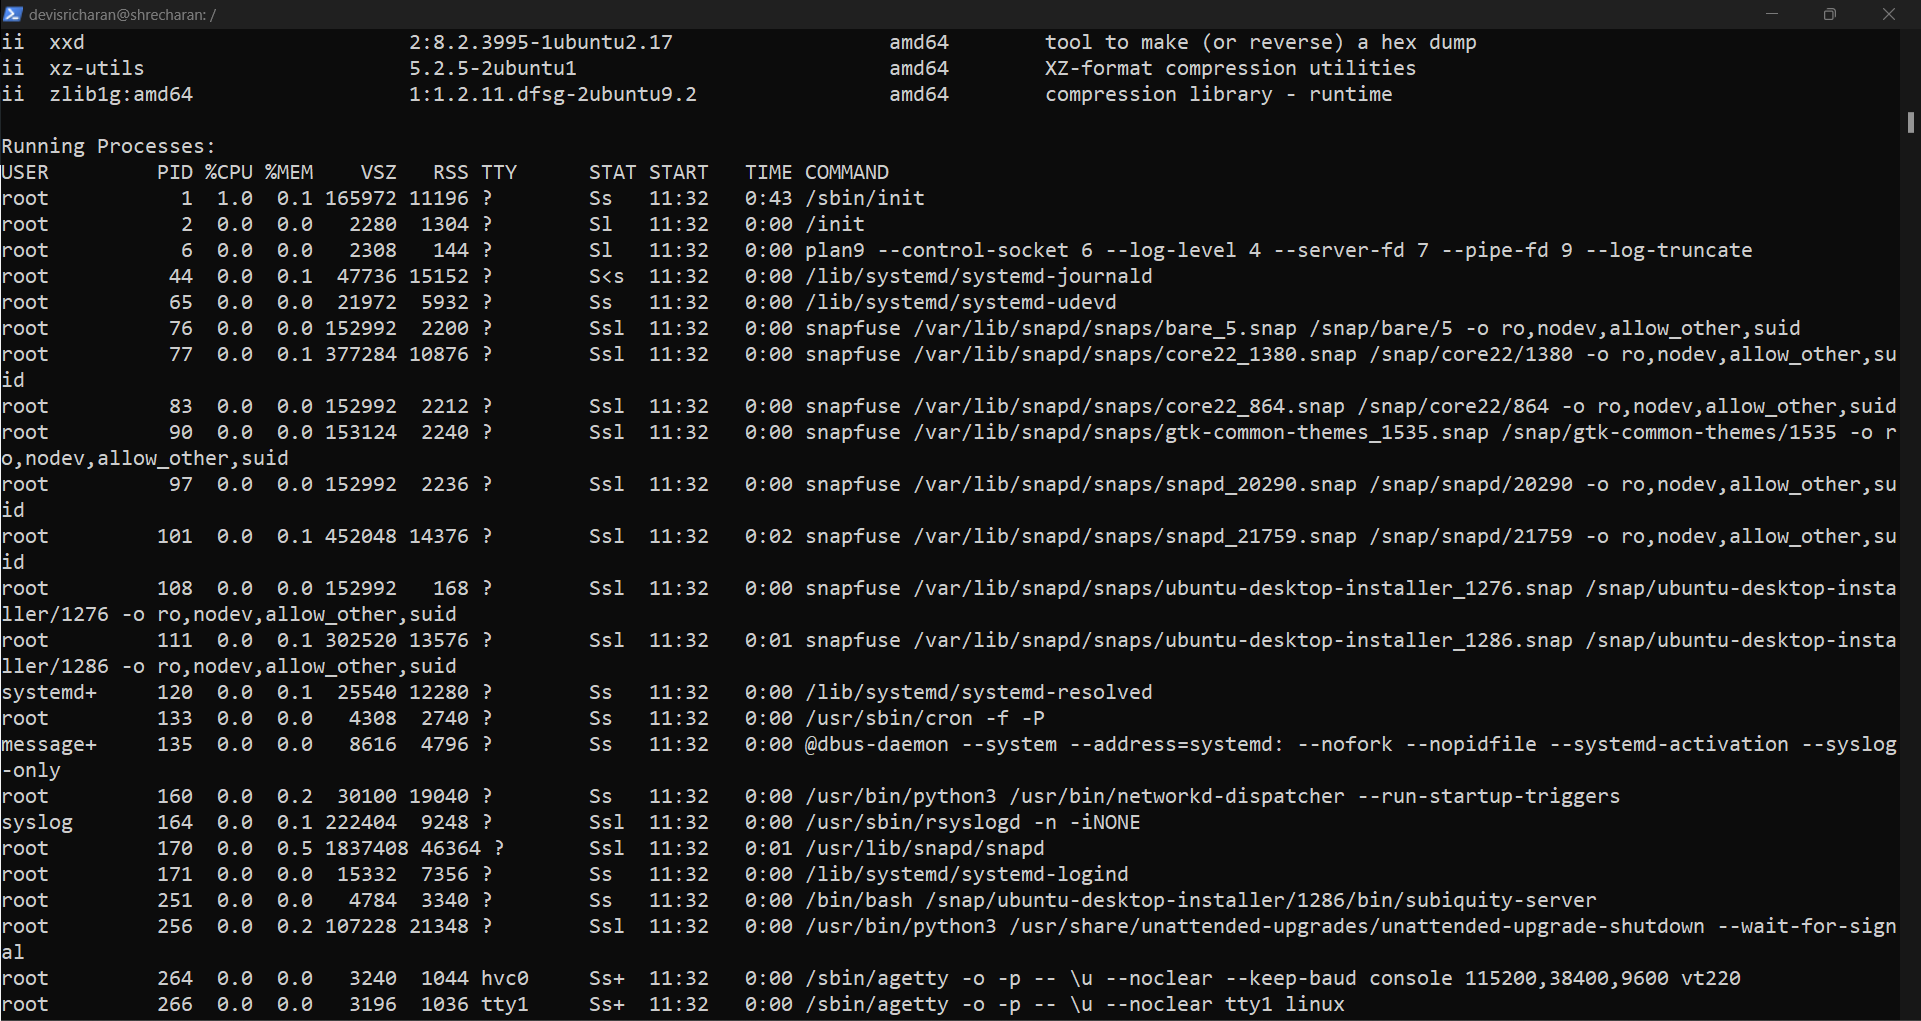 devisricharan@shrecharan: /
ii  xxd                           2:8.2.3995-1ubuntu2.17                  amd64        tool to make (or reverse) a hex dump
ii  xz-utils                      5.2.5-2ubuntu1                          amd64        XZ-format compression utilities
ii  zlib1g:amd64                  1:1.2.11.dfsg-2ubuntu9.2                amd64        compression library - runtime
Running Processes:
USER         PID %CPU %MEM    VSZ   RSS TTY      STAT START   TIME COMMAND
root           1  1.0  0.1 165972 11196 ?        Ss   11:32   0:43 /sbin/init
root           2  0.0  0.0   2280  1304 ?        Sl   11:32   0:00 /init
root           6  0.0  0.0   2308   144 ?        Sl   11:32   0:00 plan9 --control-socket 6 --log-level 4 --server-fd 7 --pipe-fd 9 --log-truncate
root          44  0.0  0.1  47736 15152 ?        S<s  11:32   0:00 /lib/systemd/systemd-journald
root          65  0.0  0.0  21972  5932 ?        Ss   11:32   0:00 /lib/systemd/systemd-udevd
root          76  0.0  0.0 152992  2200 ?        Ssl  11:32   0:00 snapfuse /var/lib/snapd/snaps/bare_5.snap /snap/bare/5 -o ro,nodev,allow_other,suid
root          77  0.0  0.1 377284 10876 ?        Ssl  11:32   0:00 snapfuse /var/lib/snapd/snaps/core22_1380.snap /snap/core22/1380 -o ro,nodev,allow_other,su
id
root          83  0.0  0.0 152992  2212 ?        Ssl  11:32   0:00 snapfuse /var/lib/snapd/snaps/core22_864.snap /snap/core22/864 -o ro,nodev,allow_other,suid
root          90  0.0  0.0 153124  2240 ?        Ssl  11:32   0:00 snapfuse /var/lib/snapd/snaps/gtk-common-themes_1535.snap /snap/gtk-common-themes/1535 -o r
o,nodev,allow_other,suid
root          97  0.0  0.0 152992  2236 ?        Ssl  11:32   0:00 snapfuse /var/lib/snapd/snaps/snapd_20290.snap /snap/snapd/20290 -o ro,nodev,allow_other,su
id
root         101  0.0  0.1 452048 14376 ?        Ssl  11:32   0:02 snapfuse /var/lib/snapd/snaps/snapd_21759.snap /snap/snapd/21759 -o ro,nodev,allow_other,su
id
root         108  0.0  0.0 152992   168 ?        Ssl  11:32   0:00 snapfuse /var/lib/snapd/snaps/ubuntu-desktop-installer_1276.snap /snap/ubuntu-desktop-insta
ller/1276 -o ro,nodev,allow_other,suid
root         111  0.0  0.1 302520 13576 ?        Ssl  11:32   0:01 snapfuse /var/lib/snapd/snaps/ubuntu-desktop-installer_1286.snap /snap/ubuntu-desktop-insta
ller/1286 -o ro,nodev,allow_other,suid
systemd+     120  0.0  0.1  25540 12280 ?        Ss   11:32   0:00 /lib/systemd/systemd-resolved
root         133  0.0  0.0   4308  2740 ?        Ss   11:32   0:00 /usr/sbin/cron -f -P
message+     135  0.0  0.0   8616  4796 ?        Ss   11:32   0:00 @dbus-daemon --system --address=systemd: --nofork --nopidfile --systemd-activation --syslog
-only
root         160  0.0  0.2  30100 19040 ?        Ss   11:32   0:00 /usr/bin/python3 /usr/bin/networkd-dispatcher --run-startup-triggers
syslog       164  0.0  0.1 222404  9248 ?        Ssl  11:32   0:00 /usr/sbin/rsyslogd -n -iNONE
root         170  0.0  0.5 1837408 46364 ?       Ssl  11:32   0:01 /usr/lib/snapd/snapd
root         171  0.0  0.0  15332  7356 ?        Ss   11:32   0:00 /lib/systemd/systemd-logind
root         251  0.0  0.0   4784  3340 ?        Ss   11:32   0:00 /bin/bash /snap/ubuntu-desktop-installer/1286/bin/subiquity-server
root         256  0.0  0.2 107228 21348 ?        Ssl  11:32   0:00 /usr/bin/python3 /usr/share/unattended-upgrades/unattended-upgrade-shutdown --wait-for-sign
al
root         264  0.0  0.0   3240  1044 hvc0     Ss+  11:32   0:00 /sbin/agetty -o -p -- \u --noclear --keep-baud console 115200,38400,9600 vt220
root         266  0.0  0.0   3196  1036 tty1     Ss+  11:32   0:00 /sbin/agetty -o -p -- \u --noclear tty1 linux